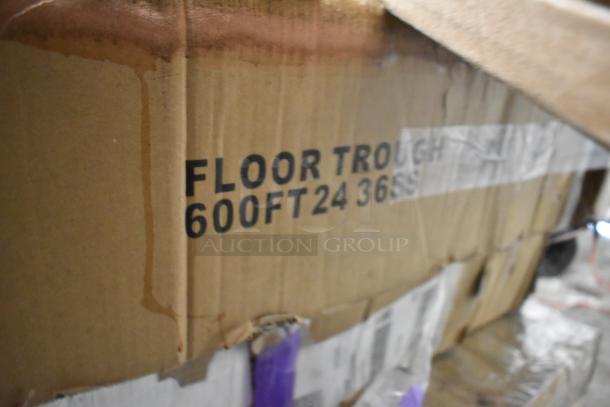 FLOOR TROUGH
600FT24 36SS
AUCTION GROUP